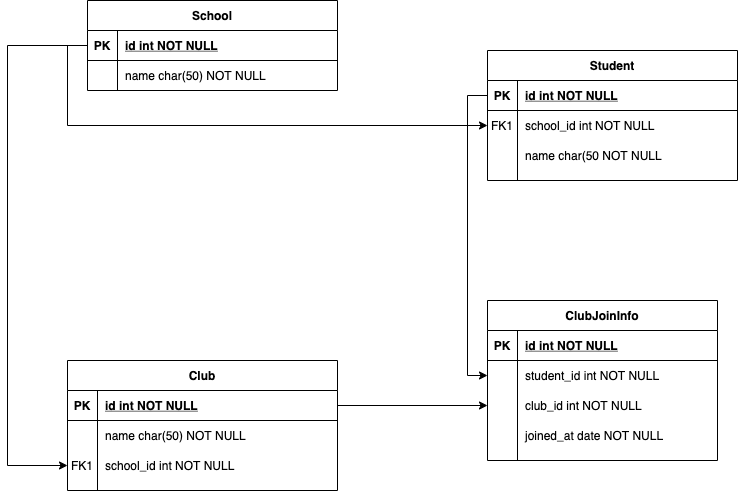 School
PK id int NOT NULL
name char(50) NOT NULL
Student
PK id int NOT NULL
FK1 school_id int NOT NULL
name char(50 NOT NULL
ClubJoinInfo
PK id int NOT NULL
student_id int NOT NULL
club_id int NOT NULL
joined_at date NOT NULL
Club
PK id int NOT NULL
name char(50) NOT NULL
FK1 school_id int NOT NULL